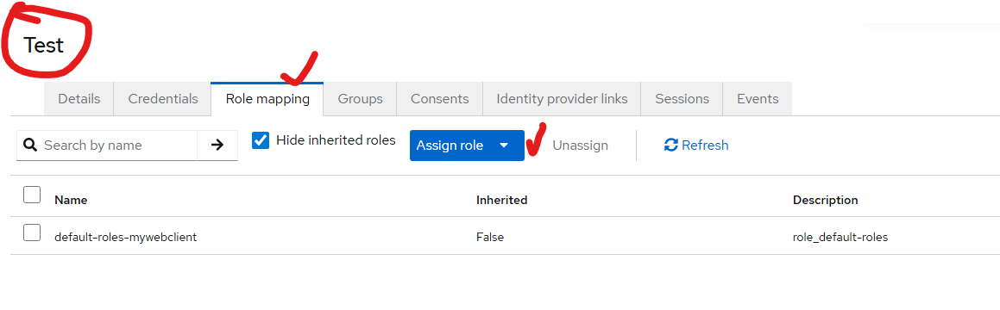 Test
Details Credentials Role mapping Groups Consents Identity provider links Sessions Events
Search by name Hide inherited roles Assign role Unassign Refresh
Name Inherited Description
default-roles-mywebclient False role_default-roles